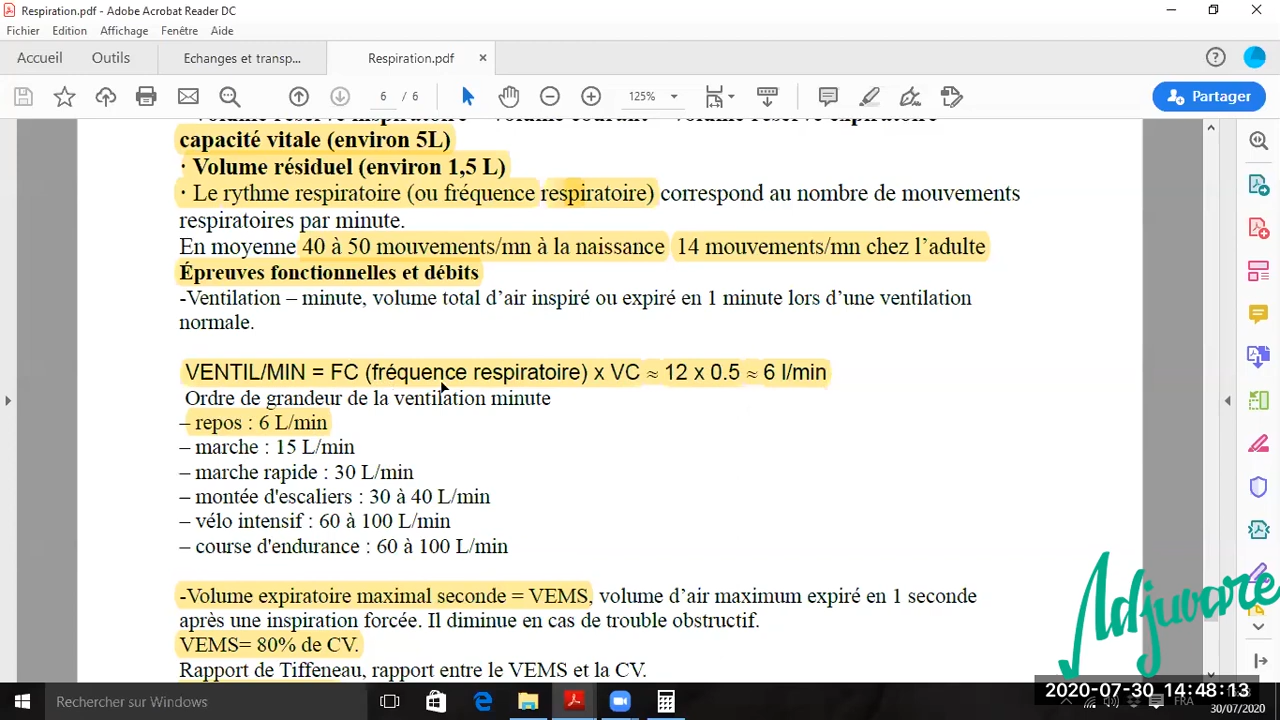 Respiration.pdf - Adobe Acrobat Reader DC
Fichier Edition Affichage Fenêtre Aide
Accueil Outils Echanges et transp... Respiration.pdf ×
6 / 6 125% Partager
capacité vitale (environ 5L)
· Volume résiduel (environ 1,5 L)
· Le rythme respiratoire (ou fréquence respiratoire) correspond au nombre de mouvements
respiratoires par minute.
En moyenne 40 à 50 mouvements/mn à la naissance 14 mouvements/mn chez l’adulte
Épreuves fonctionnelles et débits
-Ventilation – minute, volume total d’air inspiré ou expiré en 1 minute lors d’une ventilation
normale.
VENTIL/MIN = FC (fréquence respiratoire) x VC ≈ 12 x 0.5 ≈ 6 l/min
Ordre de grandeur de la ventilation minute
– repos : 6 L/min
– marche : 15 L/min
– marche rapide : 30 L/min
– montée d'escaliers : 30 à 40 L/min
– vélo intensif : 60 à 100 L/min
– course d'endurance : 60 à 100 L/min
-Volume expiratoire maximal seconde = VEMS, volume d’air maximum expiré en 1 seconde
après une inspiration forcée. Il diminue en cas de trouble obstructif.
VEMS= 80% de CV.
Rapport de Tiffeneau, rapport entre le VEMS et la CV.
Adjuvare
2020-07-30 14:48:13
Rechercher sur Windows
FRA
30/07/2020